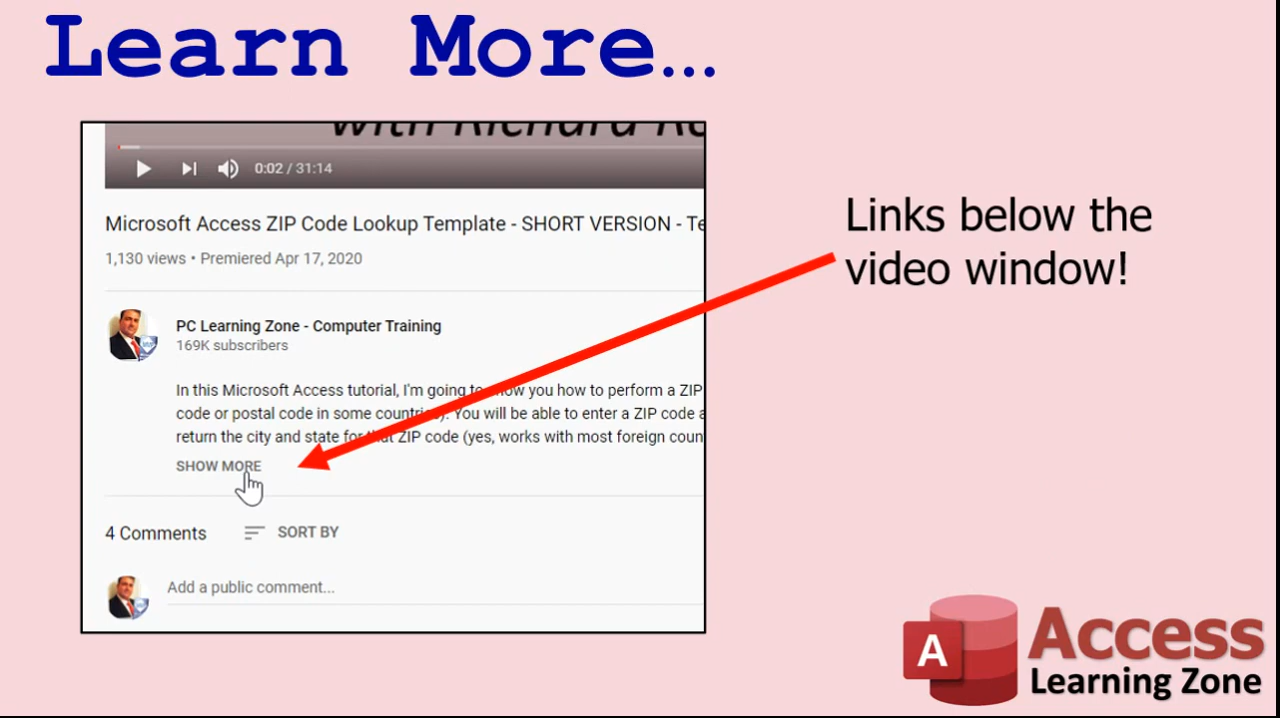 Learn More...
with Richard
0:02 / 31:14
Microsoft Access ZIP Code Lookup Template - SHORT VERSION -
1,130 views • Premiered Apr 17, 2020
PC Learning Zone - Computer Training
169K subscribers
In this Microsoft Access tutorial, I'm going to show you how to perform a ZIP
code or postal code in some countries). You will be able to enter a ZIP code
return the city and state for that ZIP code (yes, works with most foreign
SHOW MORE
4 Comments SORT BY
Add a public comment...
Links below the
video window!
A
Access
Learning Zone